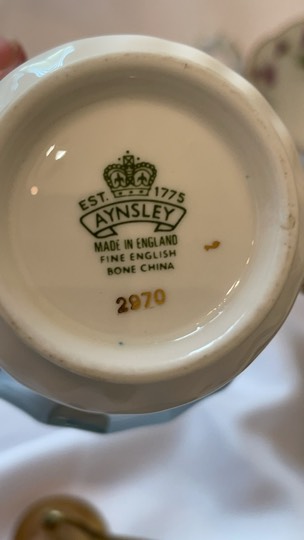 EST. 1775
AYNSLEY
MADE IN ENGLAND
FINE ENGLISH
BONE CHINA
2970